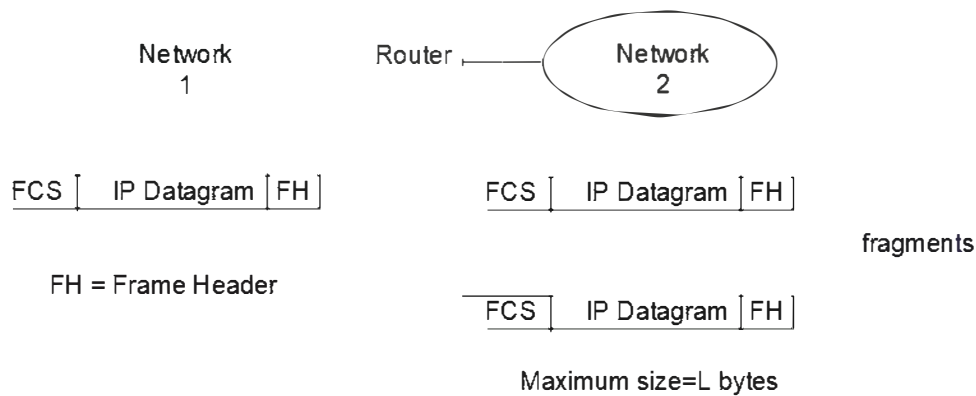 Network
1
Router
Network
2
FCS IP Datagram FH
FCS IP Datagram FH
fragments
FH = Frame Header
FCS IP Datagram FH
Maximum size=L bytes